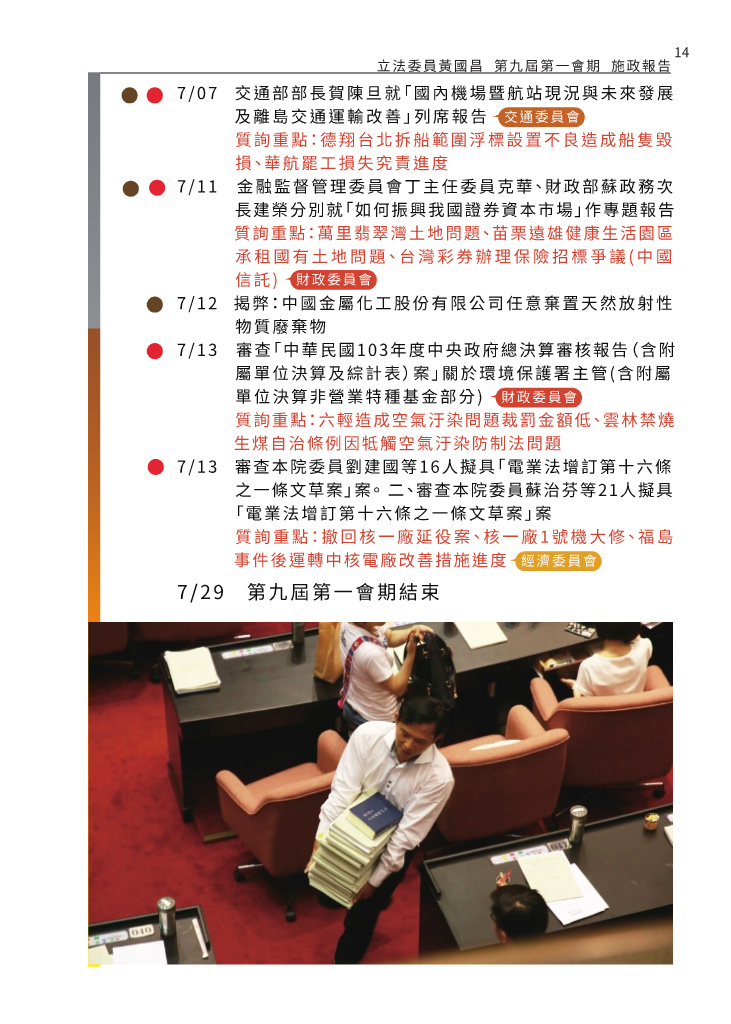 14
立法委員黃國昌 第九屆第一會期 施政報告
7/07 交通部部長賀陳旦就「國內機場暨航站現況與未來發展
及離島交通運輸改善」列席報告 交通委員會
質詢重點：德翔台北拆船範圍浮標設置不良造成船隻毀
損、華航罷工損失究責進度
7/11 金融監督管理委員會丁主任委員克華、財政部蘇政務次
長建榮分別就「如何振興我國證券資本市場」作專題報告
質詢重點：萬里翡翠灣土地問題、苗栗遠雄健康生活園區
承租國有土地問題、台灣彩券辦理保險招標爭議(中國
信託) 財政委員會
7/12 揭弊：中國金屬化工股份有限公司任意棄置天然放射性
物質廢棄物
7/13 審查「中華民國103年度中央政府總決算審核報告（含附
屬單位決算及綜計表）案」關於環境保護署主管(含附屬
單位決算非營業特種基金部分) 財政委員會
質詢重點：六輕造成空氣汙染問題裁罰金額低、雲林禁燒
生煤自治條例因牴觸空氣汙染防制法問題
7/13 審查本院委員劉建國等16人擬具「電業法增訂第十六條
之一條文草案」案。二、審查本院委員蘇治芬等21人擬具
「電業法增訂第十六條之一條文草案」案
質詢重點：撤回核一廠延役案、核一廠1號機大修、福島
事件後運轉中核電廠改善措施進度 經濟委員會
7/29 第九屆第一會期結束
040